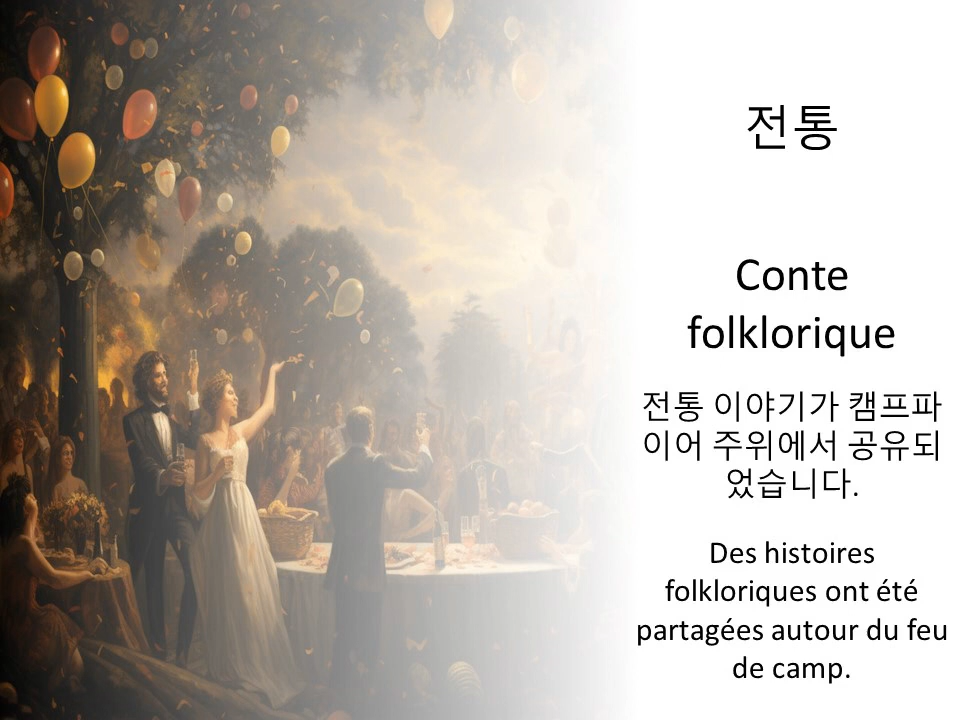 전통
Conte
folklorique
전통 이야기가 캠프파
이어 주위에서 공유되
었습니다.
Des histoires
folkloriques ont été
partagées autour du feu
de camp.